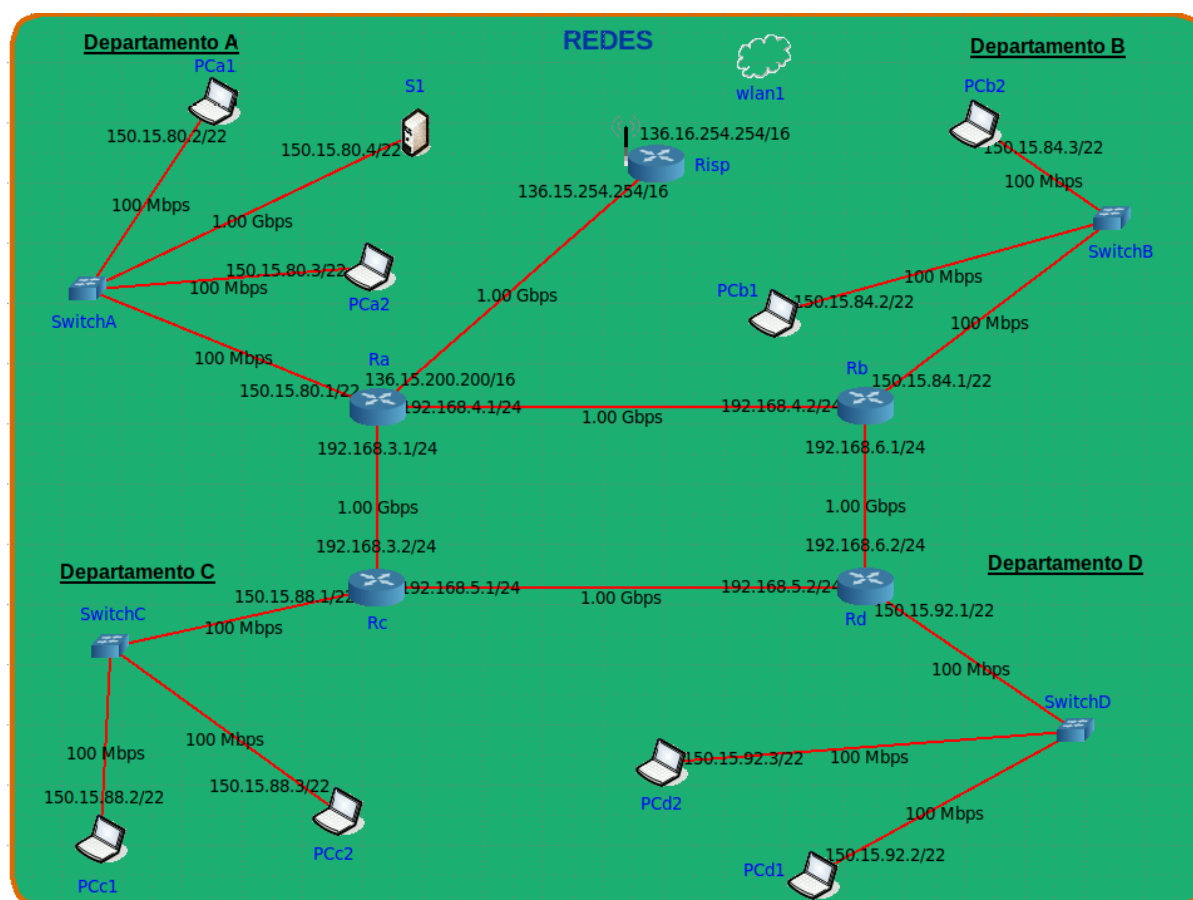 REDES
Departamento A
Departamento B
PCa1
S1
wlan1
PCb2
150.15.80.2/22
150.15.80.4/22
136.16.254.254/16
Risp
150.15.84.3/22
136.15.254.254/16
100 Mbps
100 Mbps
1.00 Gbps
SwitchB
150.15.80.3/22
100 Mbps
100 Mbps
PCa2
PCb1
150.15.84.2/22
1.00 Gbps
SwitchA
100 Mbps
100 Mbps
Ra
Rb
136.15.200.200/16
150.15.84.1/22
150.15.80.1/22
192.168.4.1/24
1.00 Gbps
192.168.4.2/24
192.168.3.1/24
192.168.6.1/24
1.00 Gbps
1.00 Gbps
192.168.3.2/24
192.168.6.2/24
Departamento C
Departamento D
150.15.88.1/22
192.168.5.1/24
1.00 Gbps
192.168.5.2/24
150.15.92.1/22
SwitchC
100 Mbps
Rc
Rd
100 Mbps
SwitchD
100 Mbps
100 Mbps
150.15.92.3/22
100 Mbps
150.15.88.2/22
150.15.88.3/22
PCd2
100 Mbps
PCc2
150.15.92.2/22
PCc1
PCd1